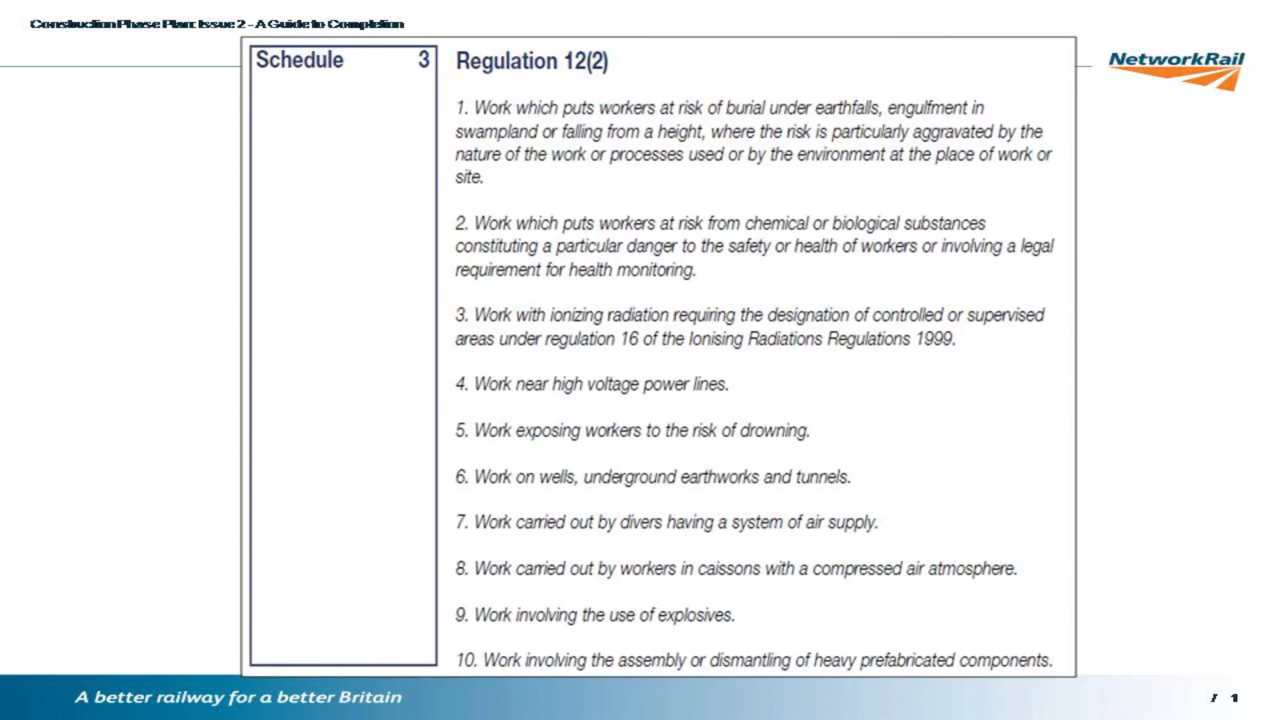 Construction Phase Plan: Issue 2 - A Guide to Completion
NetworkRail
Schedule 3
Regulation 12(2)
1. Work which puts workers at risk of burial under earthfalls, engulfment in
swampland or falling from a height, where the risk is particularly aggravated by the
nature of the work or processes used or by the environment at the place of work or
site.
2. Work which puts workers at risk from chemical or biological substances
constituting a particular danger to the safety or health of workers or involving a legal
requirement for health monitoring.
3. Work with ionizing radiation requiring the designation of controlled or supervised
areas under regulation 16 of the Ionising Radiations Regulations 1999.
4. Work near high voltage power lines.
5. Work exposing workers to the risk of drowning.
6. Work on wells, underground earthworks and tunnels.
7. Work carried out by divers having a system of air supply.
8. Work carried out by workers in caissons with a compressed air atmosphere.
9. Work involving the use of explosives.
10. Work involving the assembly or dismantling of heavy prefabricated components.
A better railway for a better Britain
/ 1